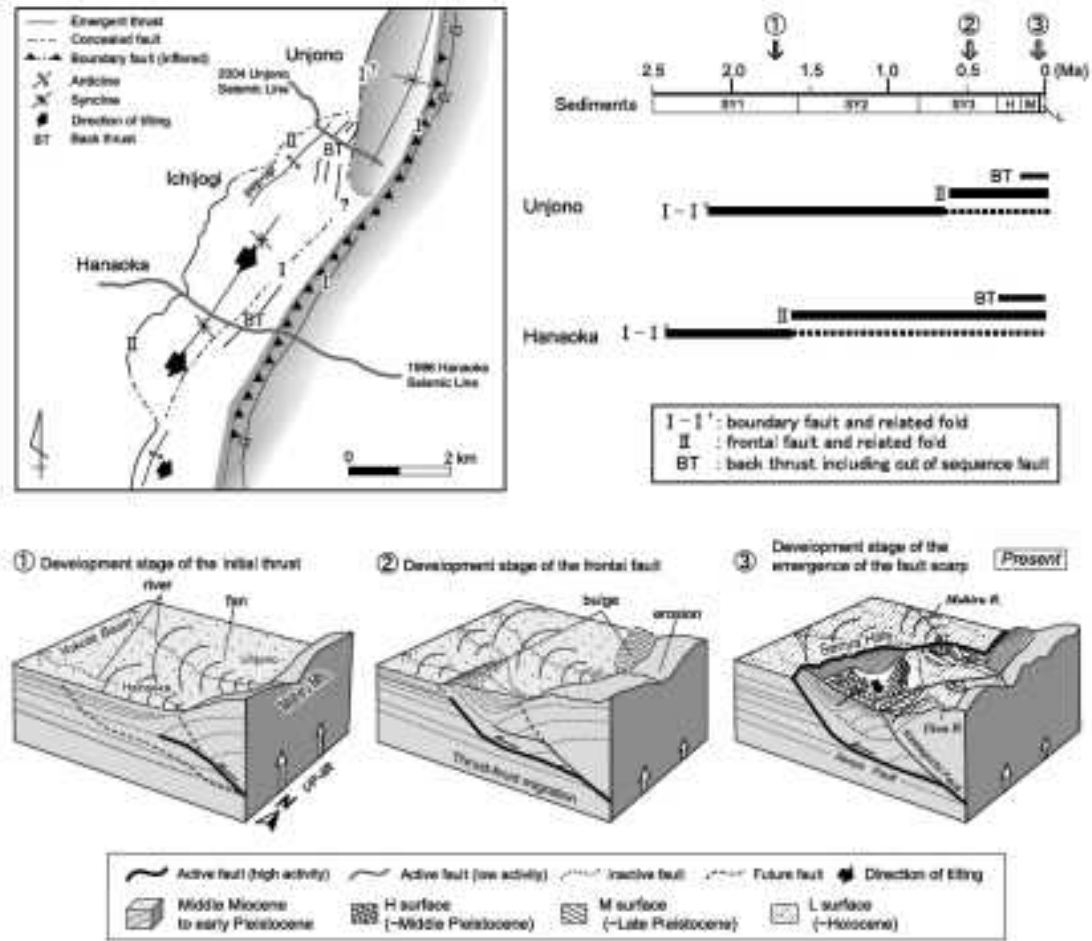 Emergent thrust
Concealed fault
Boundary fault (inferred)
Anticline
Syncline
Direction of tilting
BT Back thrust
Unjono
2004 Unjono
Seismic Line
I'
II
BT
Ichijogi
?
Hanaoka
I
I'
BT
II
1996 Hanaoka
Seismic Line
0 2 km
① ② ③
2.5 2.0 1.5 1.0 0.5 0 (Ma)
Sediments SY1 SY2 SY3 H M L
BT
II
Unjono I-I'
BT
II
Hanaoka I-I'
I-I' : boundary fault and related fold
II : frontal fault and related fold
BT : back thrust including out of sequence fault
① Development stage of the initial thrust
river
fan
Unjono
Hanaoka
② Development stage of the frontal fault
bulge
erosion
Thrust-front migration
③ Development stage of the
emergence of the fault scarp
Present
Active fault (high activity) Active fault (low activity) Inactive fault Future fault Direction of tilting
Middle Miocene
to early Pleistocene
H surface
(~Middle Pleistocene)
M surface
(~Late Pleistocene)
L surface
(~Holocene)